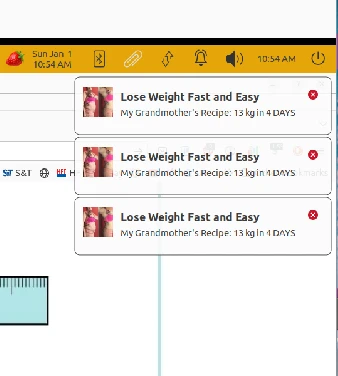 Sun Jan 1
10:54 AM
10:54 AM
Lose Weight Fast and Easy
My Grandmother's Recipe: 13 kg in 4 DAYS
Lose Weight Fast and Easy
My Grandmother's Recipe: 13 kg in 4 DAYS
S&T
Lose Weight Fast and Easy
My Grandmother's Recipe: 13 kg in 4 DAYS